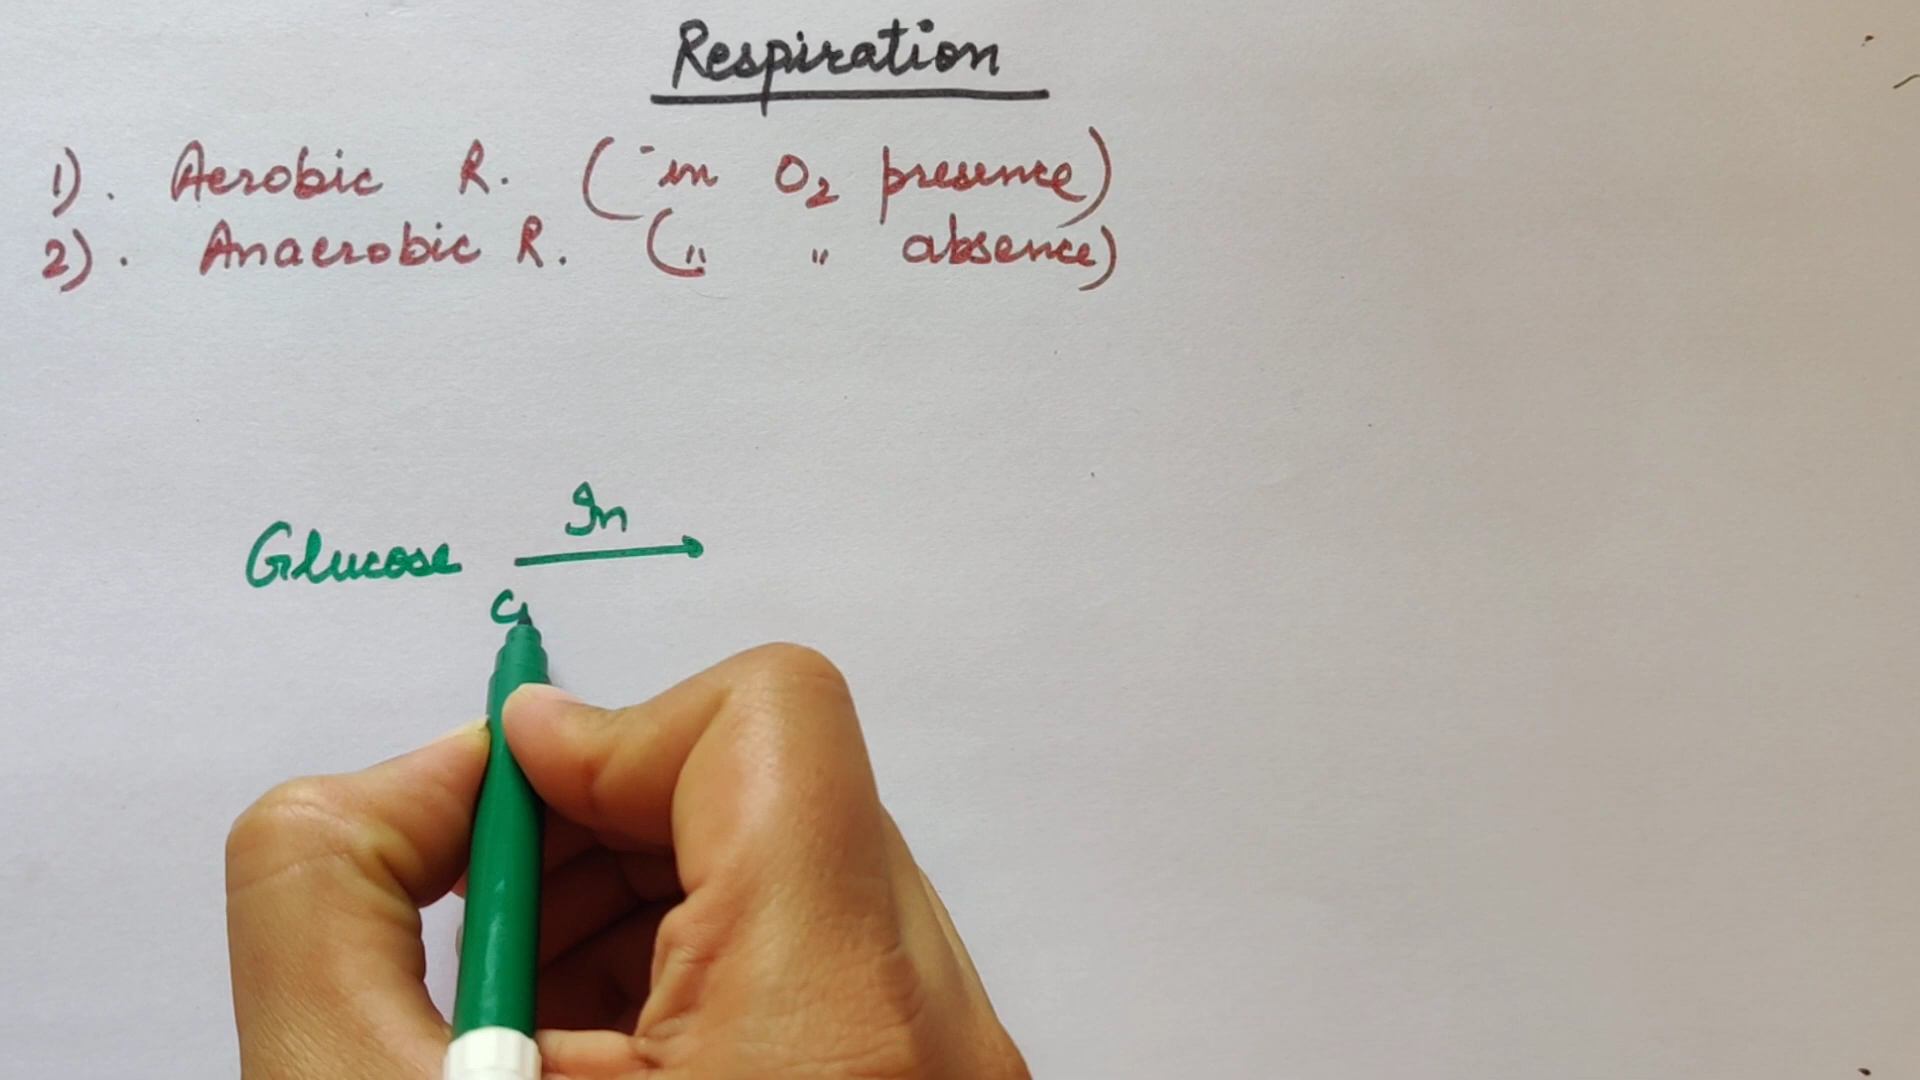 Respiration
1). Aerobic R. (in O₂ presence)
2). Anaerobic R. (" " absence)
In
Glucose →